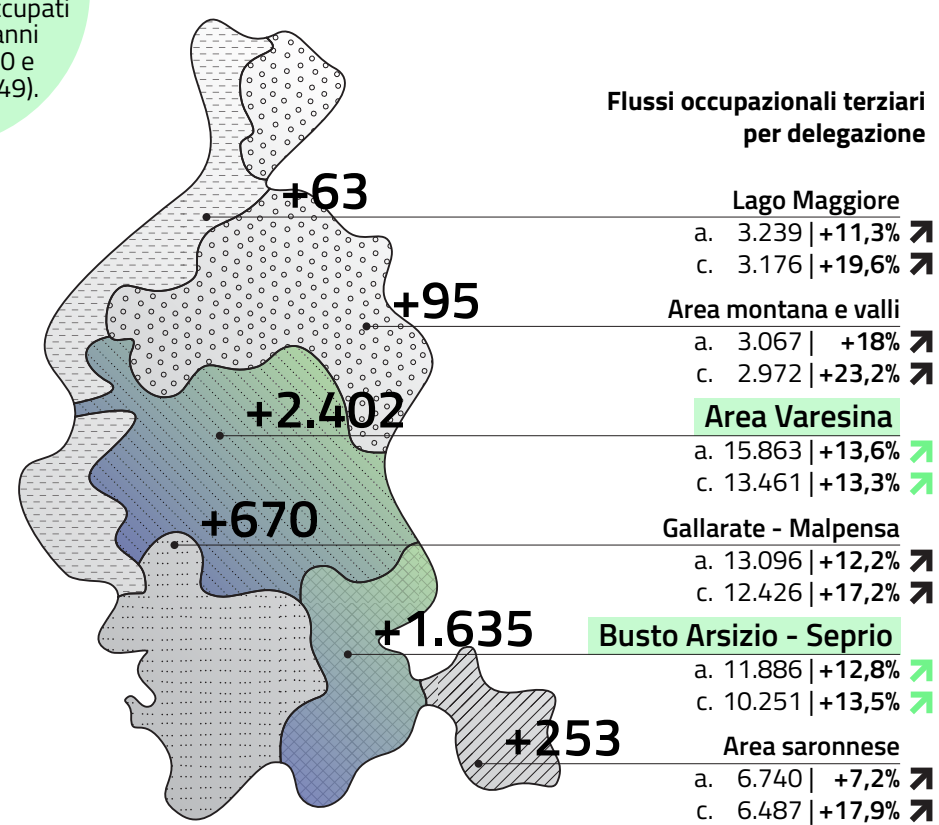 anni
0 e
49).
Flussi occupazionali terziari
per delegazione
+63
Lago Maggiore
a. 3.239 | +11,3%
c. 3.176 | +19,6%
+95
Area montana e valli
a. 3.067 | +18%
c. 2.972 | +23,2%
+2.402
Area Varesina
a. 15.863 | +13,6%
c. 13.461 | +13,3%
+670
Gallarate - Malpensa
a. 13.096 | +12,2%
c. 12.426 | +17,2%
+1.635
Busto Arsizio - Seprio
a. 11.886 | +12,8%
c. 10.251 | +13,5%
+253
Area saronnese
a. 6.740 | +7,2%
c. 6.487 | +17,9%